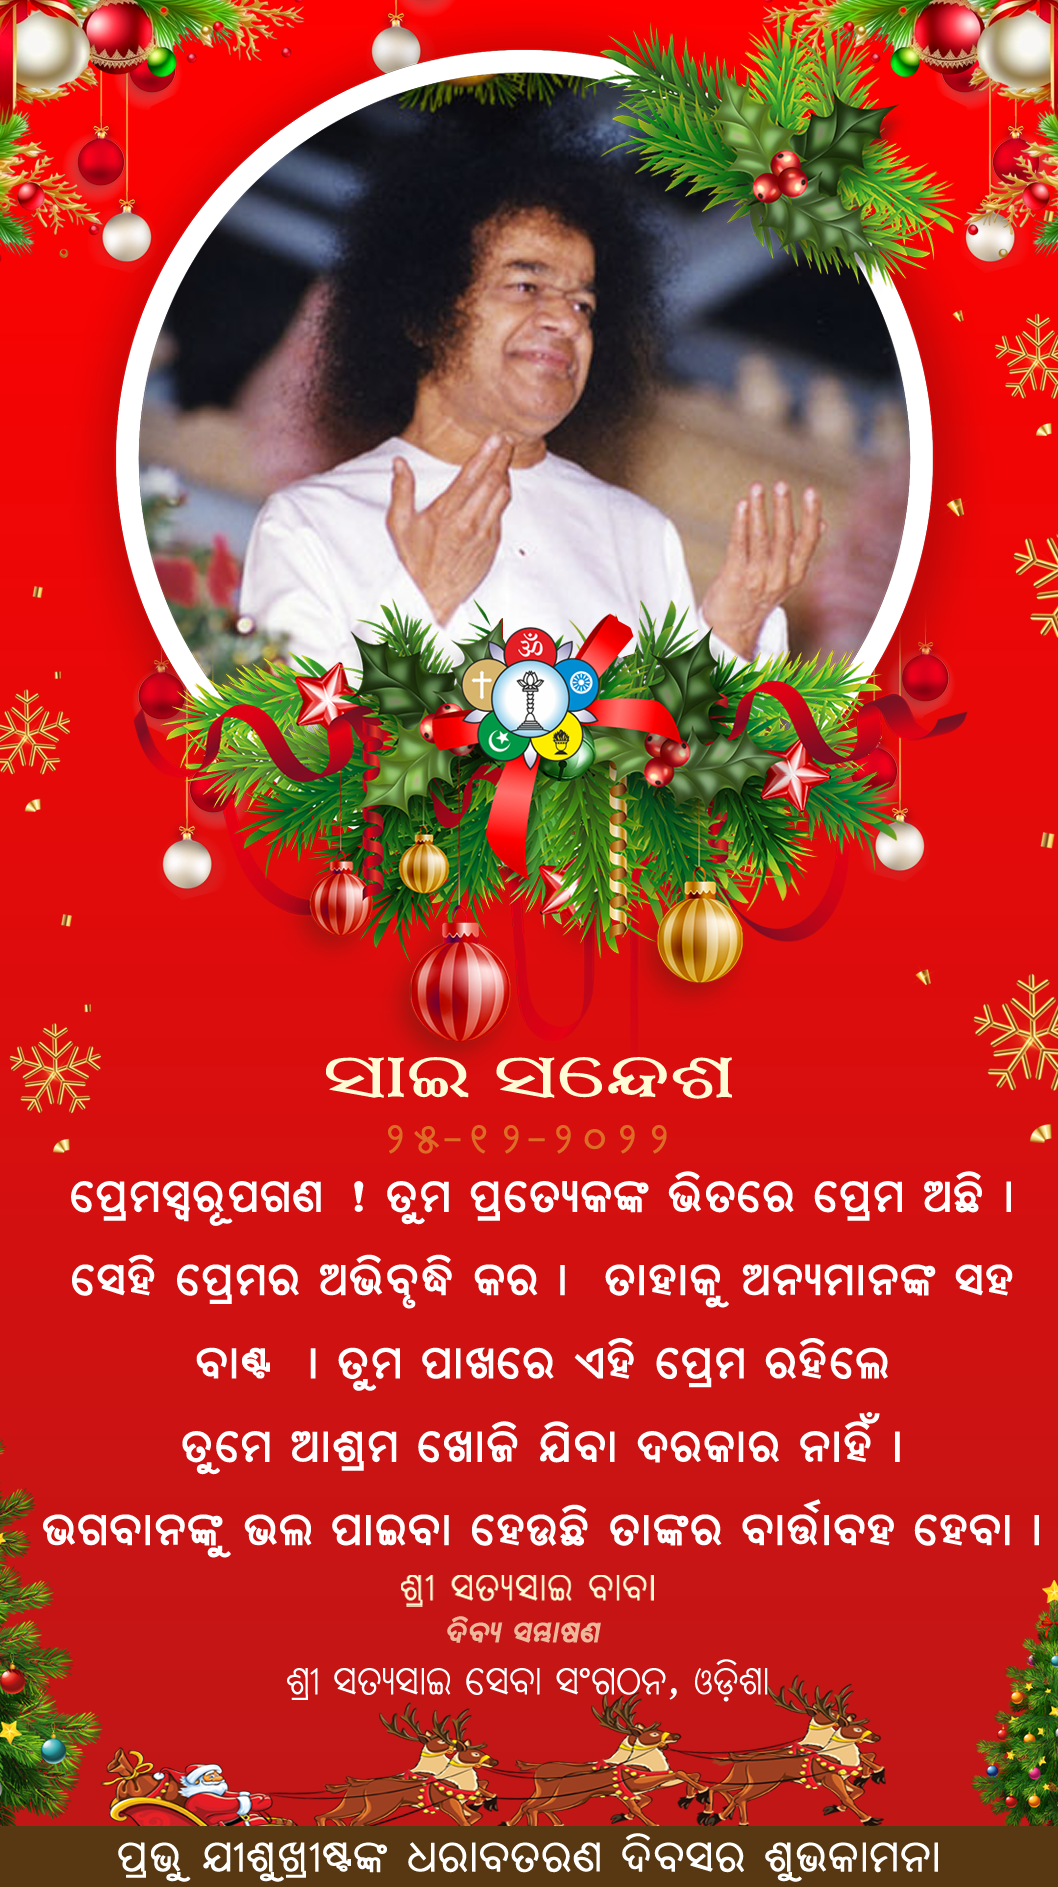 ସାଇ ସନ୍ଦେଶ
୨୫-୧୨-୨୦୨୨
ପ୍ରେମସ୍ୱରୂପଗଣ ! ତୁମ ପ୍ରତ୍ୟେକଙ୍କ ଭିତରେ ପ୍ରେମ ଅଛି ।
ସେହି ପ୍ରେମର ଅଭିବୃଦ୍ଧି କର । ତାହାକୁ ଅନ୍ୟମାନଙ୍କ ସହ
ବାଣ୍ଟ । ତୁମ ପାଖରେ ଏହି ପ୍ରେମ ରହିଲେ
ତୁମେ ଆଶ୍ରମ ଖୋଜି ଯିବା ଦରକାର ନାହିଁ ।
ଭଗବାନଙ୍କୁ ଭଲ ପାଇବା ହେଉଛି ତାଙ୍କର ବାର୍ତ୍ତାବହ ହେବା ।
ଶ୍ରୀ ସତ୍ୟସାଇ ବାବା
ଦିବ୍ୟ ସମ୍ଭାଷଣ
ଶ୍ରୀ ସତ୍ୟସାଇ ସେବା ସଂଗଠନ, ଓଡ଼ିଶା
ପ୍ରଭୁ ଯୀଶୁଖ୍ରୀଷ୍ଟଙ୍କ ଧରାବତରଣ ଦିବସର ଶୁଭକାମନା